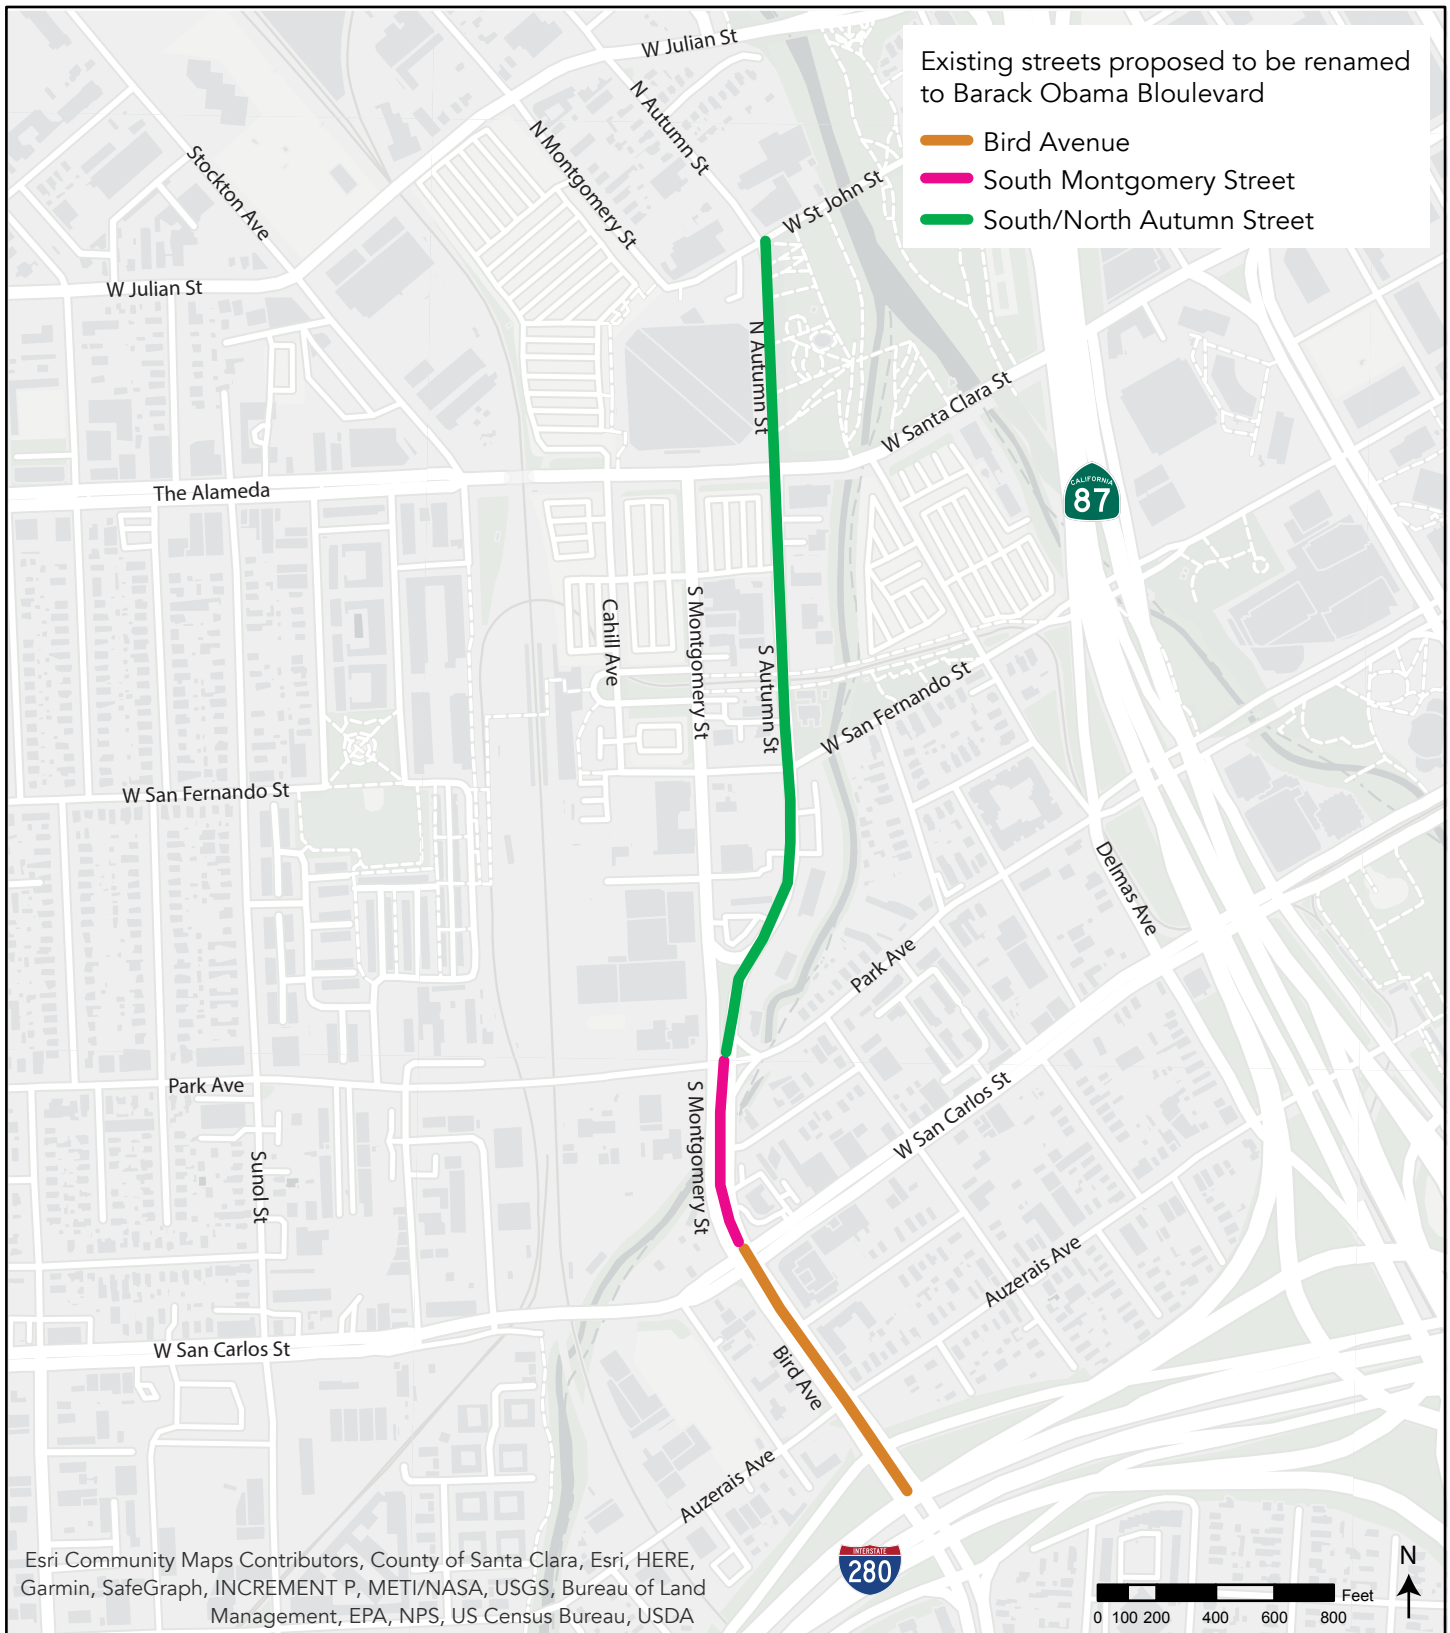 W Julian St
Existing streets proposed to be renamed
to Barack Obama Bloulevard
Bird Avenue
South Montgomery Street
South/North Autumn Street
N Autumn St
N Montgomery St
Stockton Ave
W St John St
W Julian St
N Autumn St
W Santa Clara St
The Alameda
CALIFORNIA
87
Cahill Ave
S Montgomery St
S Autumn St
W San Fernando St
W San Fernando St
Delmas Ave
Park Ave
Park Ave
S Montgomery St
W San Carlos St
Sunol St
Auzerais Ave
W San Carlos St
Bird Ave
Auzerais Ave
INTERSTATE
280
Esri Community Maps Contributors, County of Santa Clara, Esri, HERE,
Garmin, SafeGraph, INCREMENT P, METI/NASA, USGS, Bureau of Land
Management, EPA, NPS, US Census Bureau, USDA
N
Feet
0 100 200 400 600 800